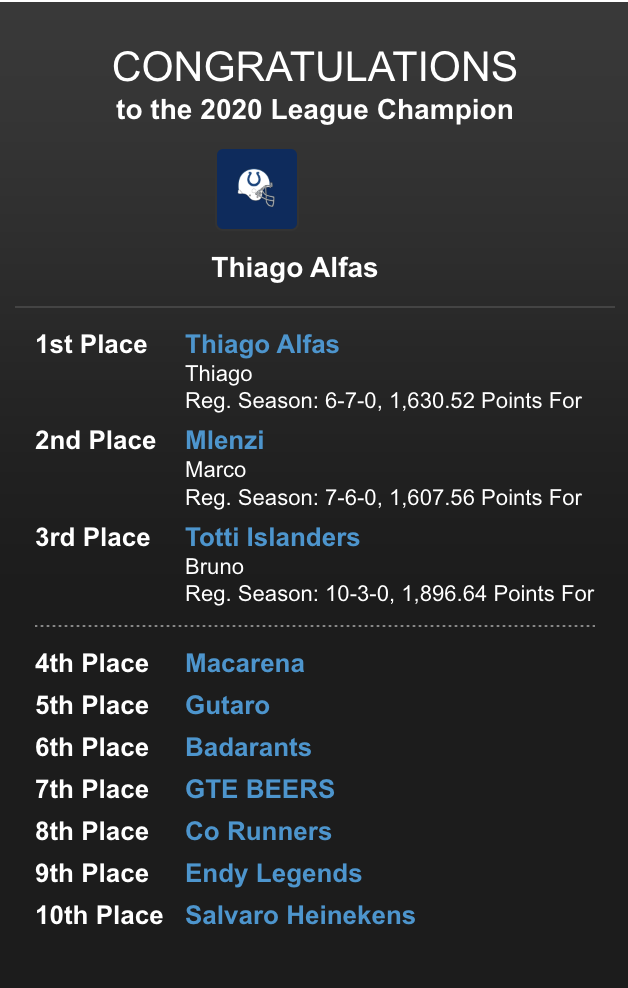 CONGRATULATIONS
to the 2020 League Champion
Thiago Alfas
1st Place Thiago Alfas
Thiago
Reg. Season: 6-7-0, 1,630.52 Points For
2nd Place Mlenzi
Marco
Reg. Season: 7-6-0, 1,607.56 Points For
3rd Place Totti Islanders
Bruno
Reg. Season: 10-3-0, 1,896.64 Points For
4th Place Macarena
5th Place Gutaro
6th Place Badarants
7th Place GTE BEERS
8th Place Co Runners
9th Place Endy Legends
10th Place Salvaro Heinekens